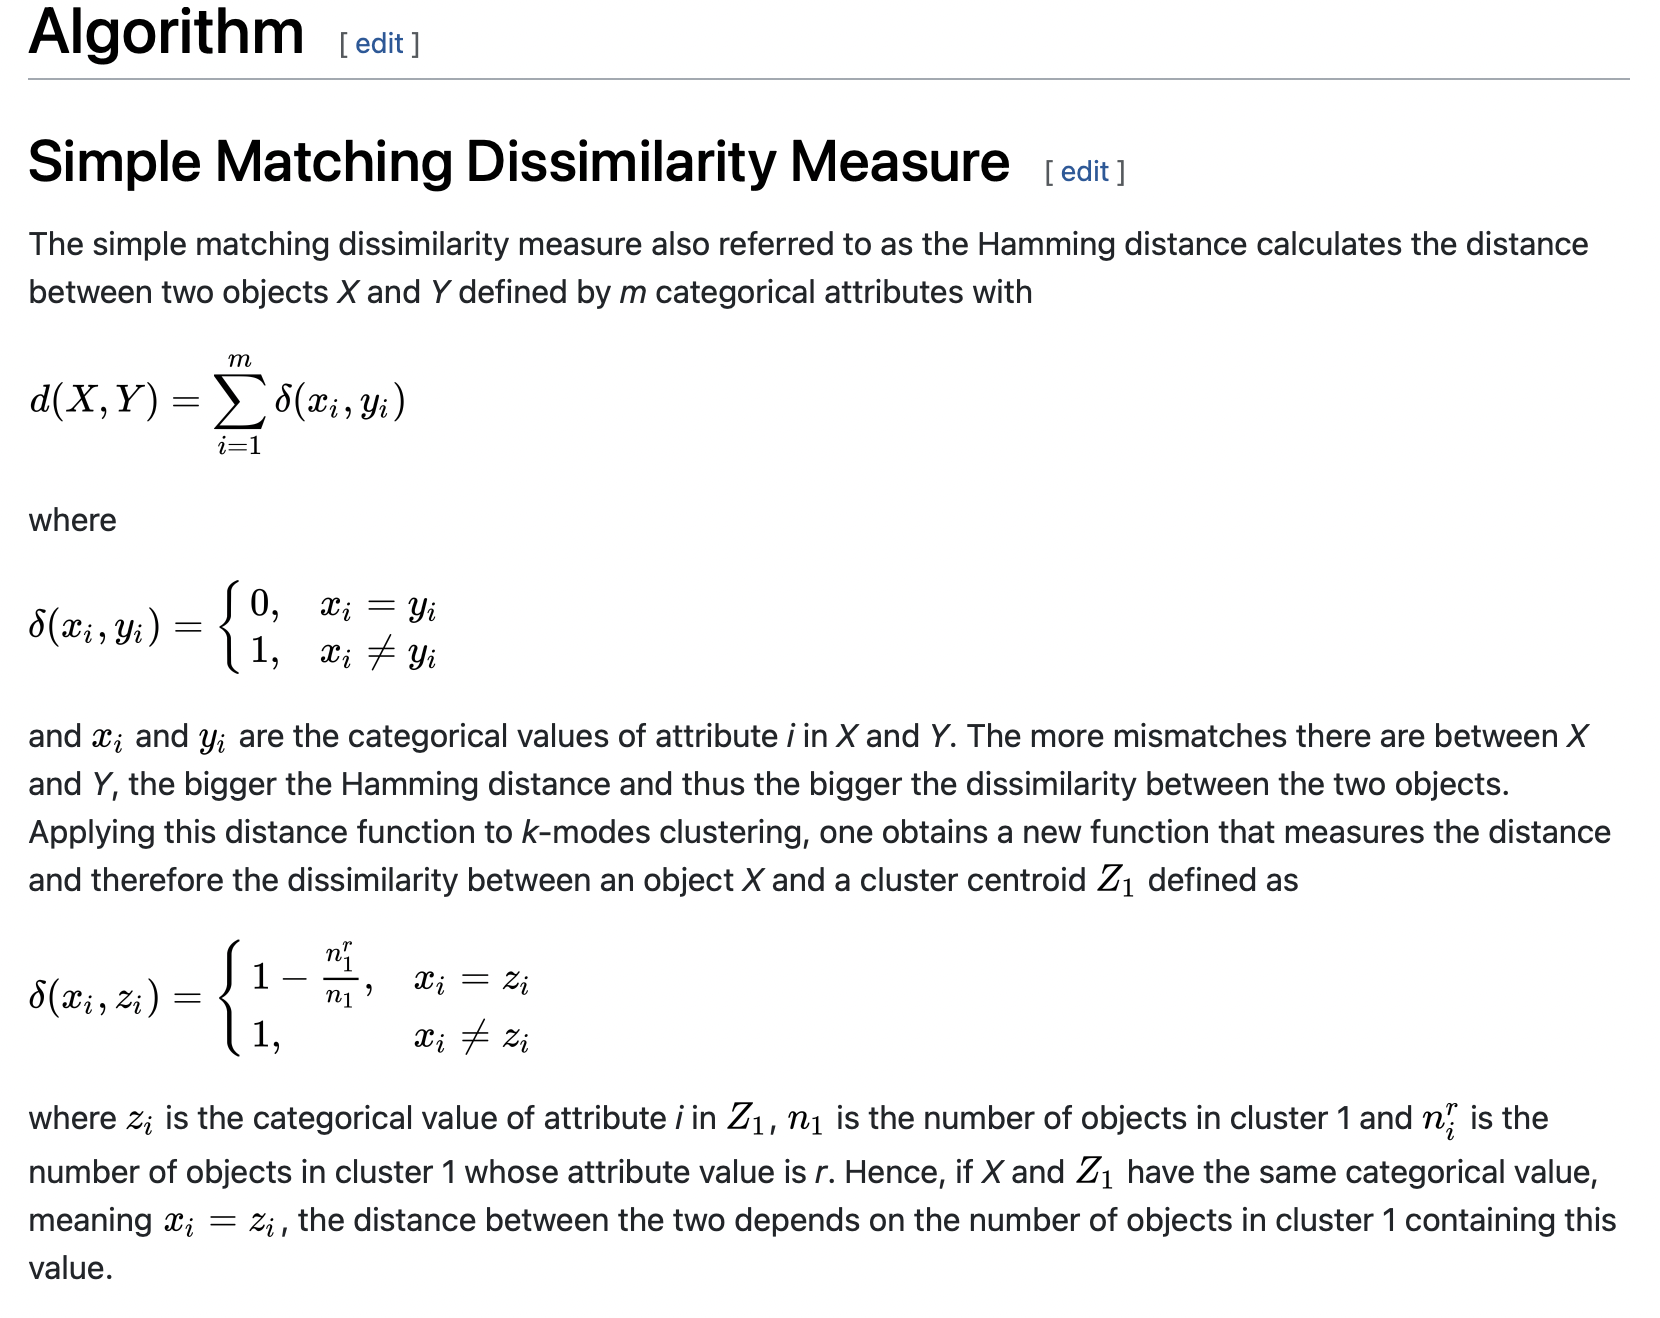 Algorithm [ edit ]
Simple Matching Dissimilarity Measure [ edit ]
The simple matching dissimilarity measure also referred to as the Hamming distance calculates the distance
between two objects X and Y defined by m categorical attributes with
d(X, Y) = \sum_{i=1}^{m} δ(x_i, y_i)
where
δ(x_i, y_i) = \begin{cases} 0, & x_i = y_i \\ 1, & x_i ≠ y_i \end{cases}
and x_i and y_i are the categorical values of attribute i in X and Y. The more mismatches there are between X
and Y, the bigger the Hamming distance and thus the bigger the dissimilarity between the two objects.
Applying this distance function to k-modes clustering, one obtains a new function that measures the distance
and therefore the dissimilarity between an object X and a cluster centroid Z_1 defined as
δ(x_i, z_i) = \begin{cases} 1 - \frac{n_1^r}{n_1}, & x_i = z_i \\ 1, & x_i ≠ z_i \end{cases}
where z_i is the categorical value of attribute i in Z_1, n_1 is the number of objects in cluster 1 and n_i^r is the
number of objects in cluster 1 whose attribute value is r. Hence, if X and Z_1 have the same categorical value,
meaning x_i = z_i, the distance between the two depends on the number of objects in cluster 1 containing this
value.